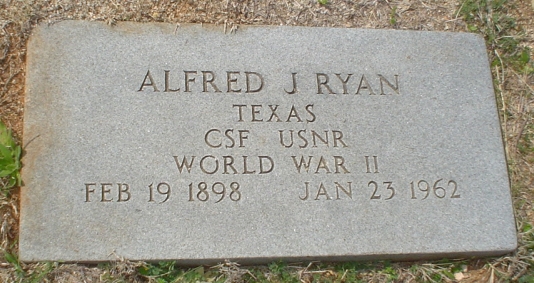 ALFRED J RYAN
TEXAS
CSF USNR
WORLD WAR II
FEB 19 1898 JAN 23 1962